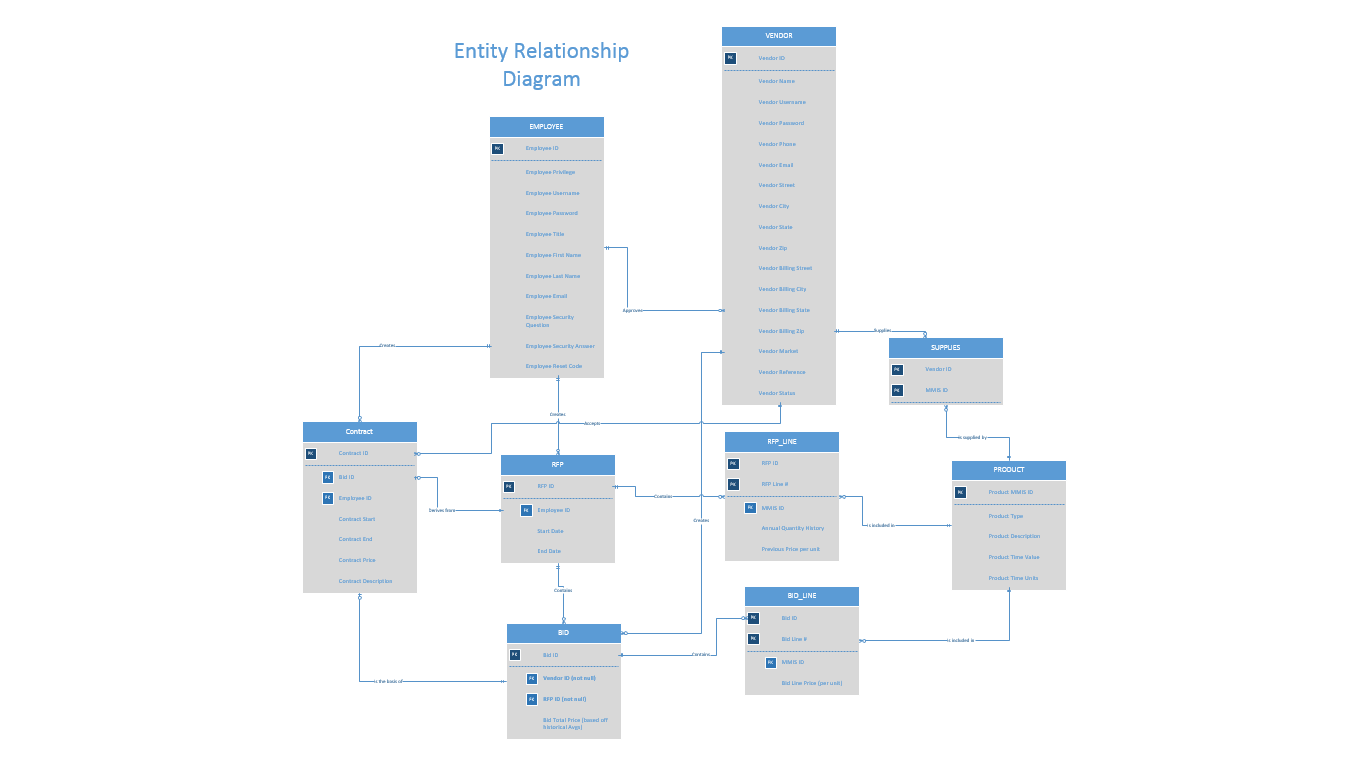 Entity Relationship
Diagram
VENDOR
PK Vendor ID
Vendor Name
Vendor Username
Vendor Password
Vendor Phone
Vendor Email
Vendor Street
Vendor City
Vendor State
Vendor Zip
Vendor Billing Street
Vendor Billing City
Vendor Billing State
Vendor Billing Zip
Vendor Market
Vendor Reference
Vendor Status
EMPLOYEE
PK Employee ID
Employee Privilege
Employee Username
Employee Password
Employee Title
Employee First Name
Employee Last Name
Employee Email
Employee Security
Question
Employee Security Answer
Employee Reset Code
Approves
Supplies
Creates
SUPPLIES
PK Vendor ID
PK MMIS ID
Creates
Accepts
Is supplied by
Contract
PK Contract ID
FK Bid ID
FK Employee ID
Contract Start
Contract End
Contract Price
Contract Description
Derives from
RFP
PK RFP ID
FK Employee ID
Start Date
End Date
Contains
RFP_LINE
PK RFP ID
PK RFP Line #
FK MMIS ID
Annual Quantity History
Previous Price per unit
Creates
Is included in
PRODUCT
PK Product MMIS ID
Product Type
Product Description
Product Time Value
Product Time Units
Contains
BID
PK Bid ID
FK Vendor ID (not null)
FK RFP ID (not null)
Bid Total Price (based off
historical Avgs)
Is the basis of
Contains
BID_LINE
PK Bid ID
PK Bid Line #
FK MMIS ID
Bid Line Price (per unit)
Is included in